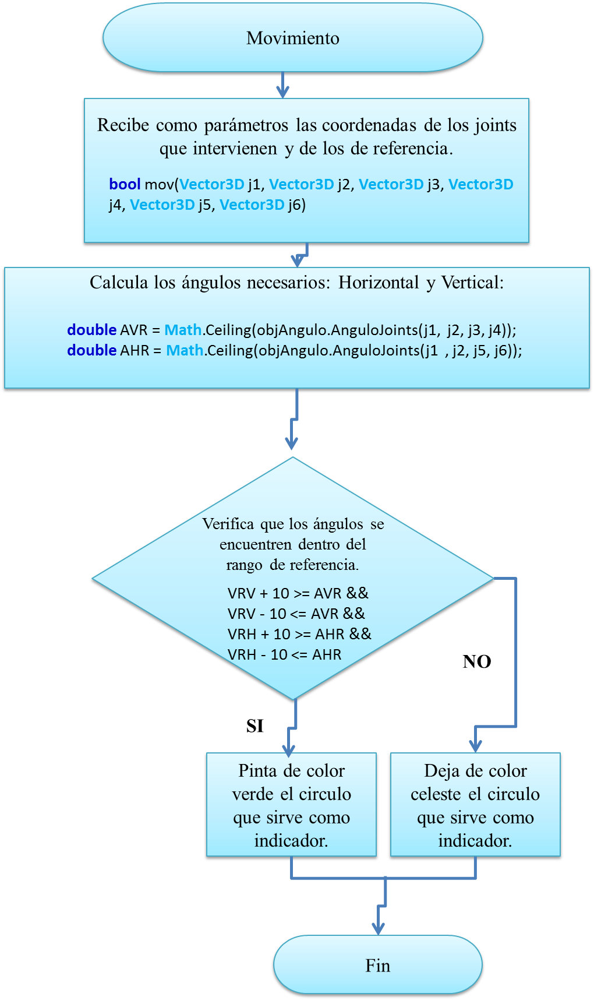 Movimiento
Recibe como parámetros las coordenadas de los joints
que intervienen y de los de referencia.
bool mov(Vector3D j1, Vector3D j2, Vector3D j3, Vector3D
j4, Vector3D j5, Vector3D j6)
Calcula los ángulos necesarios: Horizontal y Vertical:
double AVR = Math.Ceiling(objAngulo.AnguloJoints(j1, j2, j3, j4));
double AHR = Math.Ceiling(objAngulo.AnguloJoints(j1 , j2, j5, j6));
Verifica que los ángulos se
encuentren dentro del
rango de referencia.
VRV + 10 >= AVR &&
VRV - 10 <= AVR &&
VRH + 10 >= AHR &&
VRH - 10 <= AHR
NO
SI
Pinta de color
verde el circulo
que sirve como
indicador.
Deja de color
celeste el circulo
que sirve como
indicador.
Fin